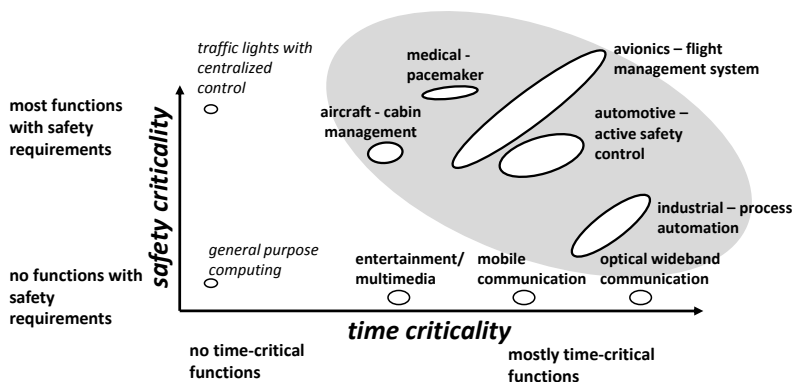 traffic lights with
centralized
control
medical -
pacemaker
avionics – flight
management system
most functions
with safety
requirements
aircraft - cabin
management
automotive –
active safety
control
safety criticality
industrial – process
automation
general purpose
computing
entertainment/
multimedia
mobile
communication
optical wideband
communication
no functions with
safety
requirements
time criticality
no time-critical
functions
mostly time-critical
functions